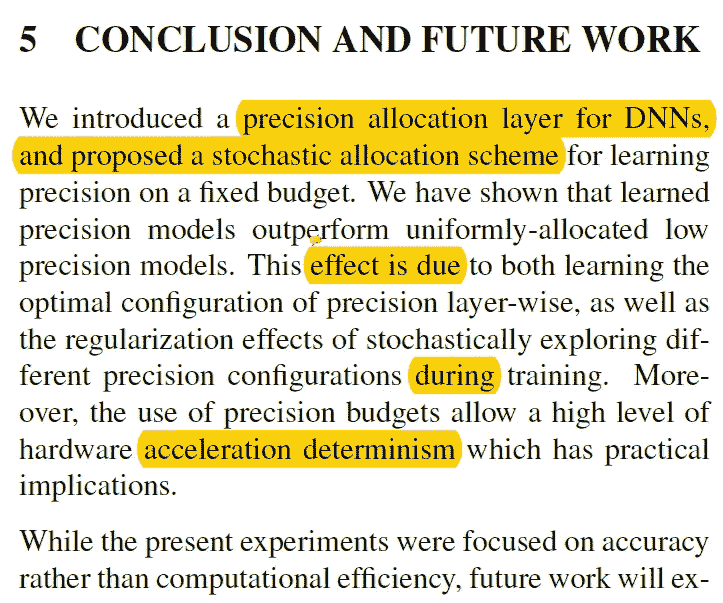 5 CONCLUSION AND FUTURE WORK
We introduced a precision allocation layer for DNNs,
and proposed a stochastic allocation scheme for learning
precision on a fixed budget. We have shown that learned
precision models outperform uniformly-allocated low
precision models. This effect is due to both learning the
optimal configuration of precision layer-wise, as well as
the regularization effects of stochastically exploring dif-
ferent precision configurations during training. More-
over, the use of precision budgets allow a high level of
hardware acceleration determinism which has practical
implications.
While the present experiments were focused on accuracy
rather than computational efficiency, future work will ex-